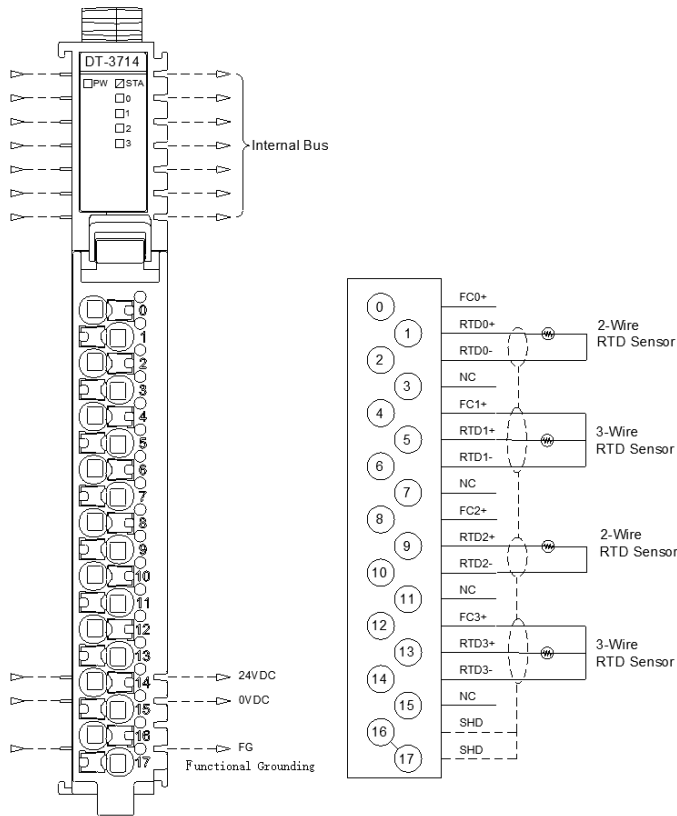 DT-3714
PW STA
0
1
2
3
Internal Bus
0
1
2
3
4
5
6
7
8
9
10
11
12
13
14
15
16
17
24VDC
0VDC
FG
Functional Grounding
0
1
2
3
4
5
6
7
8
9
10
11
12
13
14
15
16
17
FC0+
RTD0+
RTD0-
NC
FC1+
RTD1+
RTD1-
NC
FC2+
RTD2+
RTD2-
NC
FC3+
RTD3+
RTD3-
NC
SHD
SHD
2-Wire
RTD Sensor
3-Wire
RTD Sensor
2-Wire
RTD Sensor
3-Wire
RTD Sensor